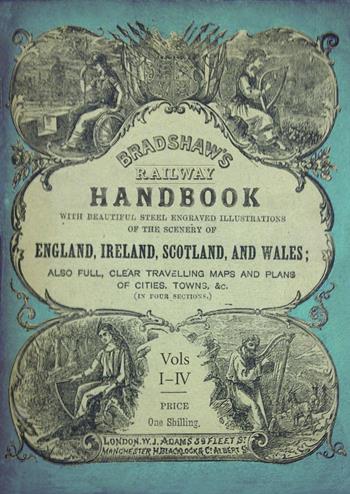 BRADSHAW'S
RAILWAY
HANDBOOK
WITH BEAUTIFUL STEEL ENGRAVED ILLUSTRATIONS
OF THE SCENERY OF
ENGLAND, IRELAND, SCOTLAND, AND WALES;
ALSO FULL, CLEAR TRAVELLING MAPS AND PLANS
OF CITIES, TOWNS, &c.
(IN FOUR SECTIONS.)
Vols
I–IV
PRICE
One Shilling.
LONDON. W. J. ADAMS 59 FLEET ST
MANCHESTER H. BLACKLOCK & Co ALBERT SQ